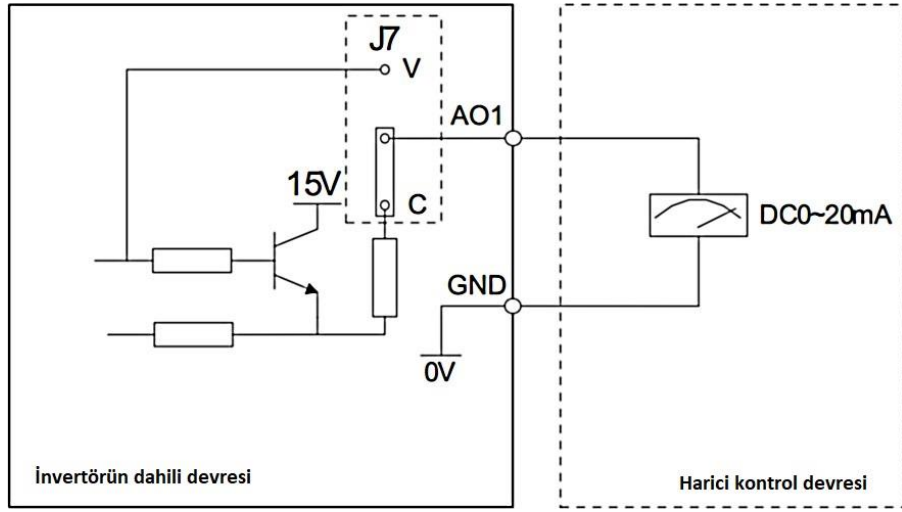 J7
V
AO1
15V
C
DC0~20mA
GND
0V
İnvertörün dahili devresi
Harici kontrol devresi